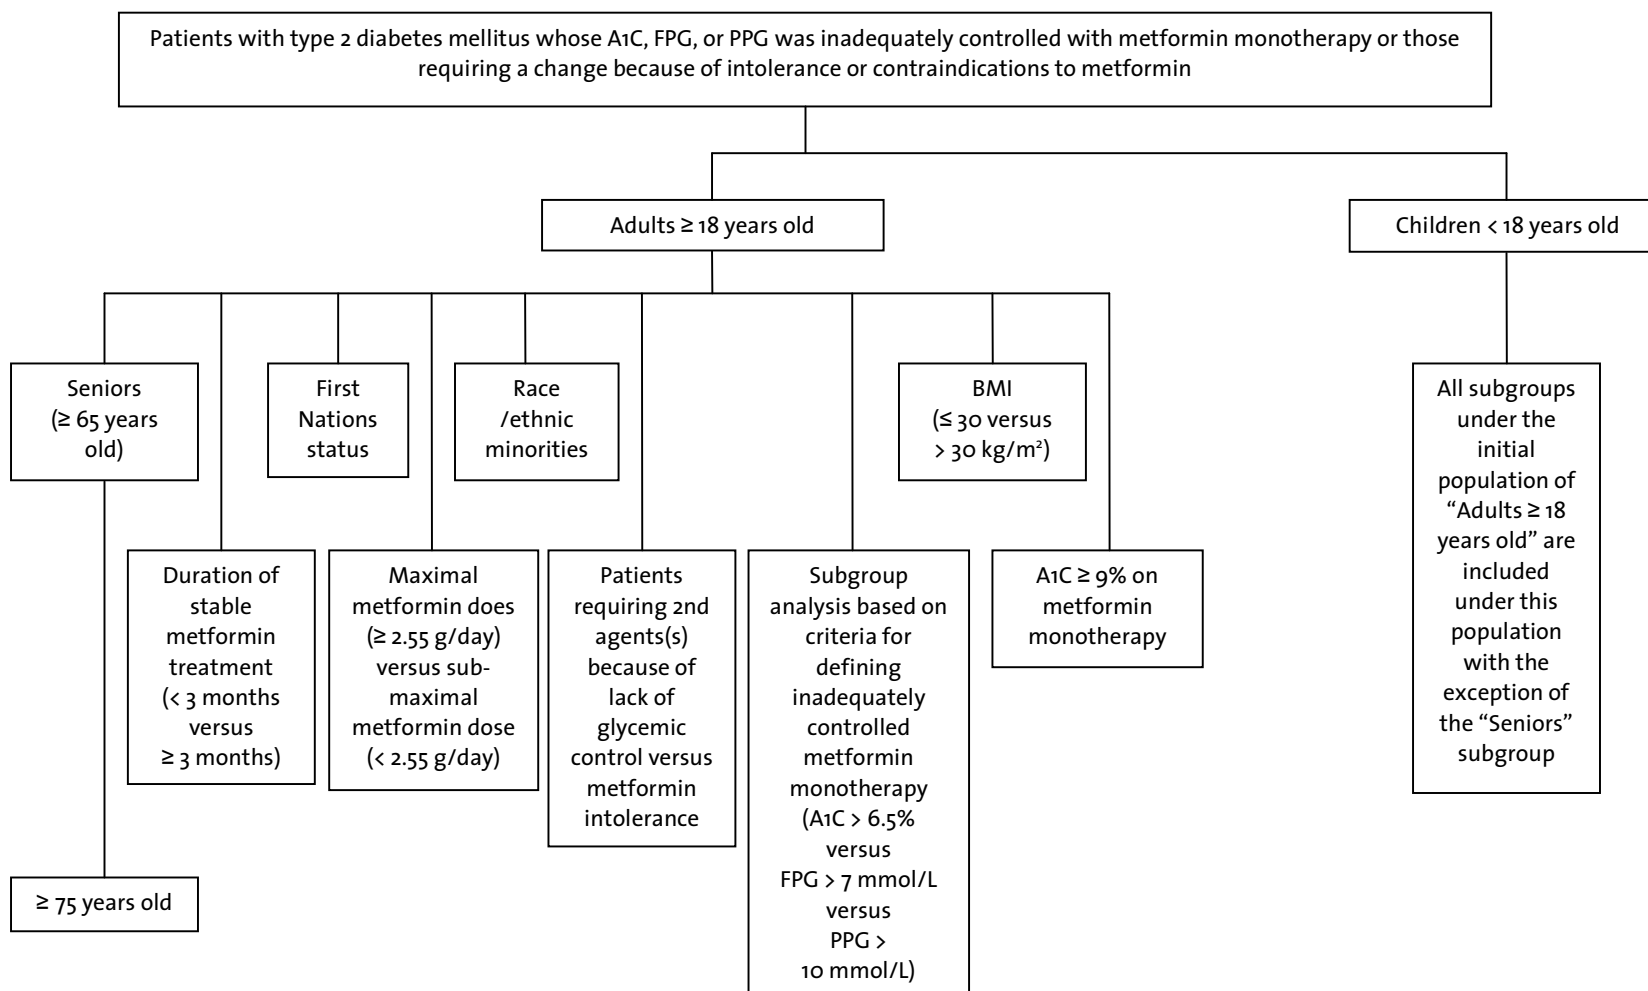 Patients with type 2 diabetes mellitus whose A1C, FPG, or PPG was inadequately controlled with metformin monotherapy or those
requiring a change because of intolerance or contraindications to metformin
Adults ≥ 18 years old
Children < 18 years old
Seniors
(≥ 65 years
old)
First
Nations
status
Race
/ethnic
minorities
BMI
(≤ 30 versus
> 30 kg/m²)
All subgroups
under the
initial
population of
“Adults ≥ 18
years old” are
included
under this
population
with the
exception of
the “Seniors”
subgroup
Duration of
stable
metformin
treatment
(< 3 months
versus
≥ 3 months)
Maximal
metformin does
(≥ 2.55 g/day)
versus sub-
maximal
metformin dose
(< 2.55 g/day)
Patients
requiring 2nd
agents(s)
because of
lack of
glycemic
control versus
metformin
intolerance
Subgroup
analysis based on
criteria for
defining
inadequately
controlled
metformin
monotherapy
(A1C > 6.5%
versus
FPG > 7 mmol/L
versus
PPG >
10 mmol/L)
A1C ≥ 9% on
metformin
monotherapy
≥ 75 years old